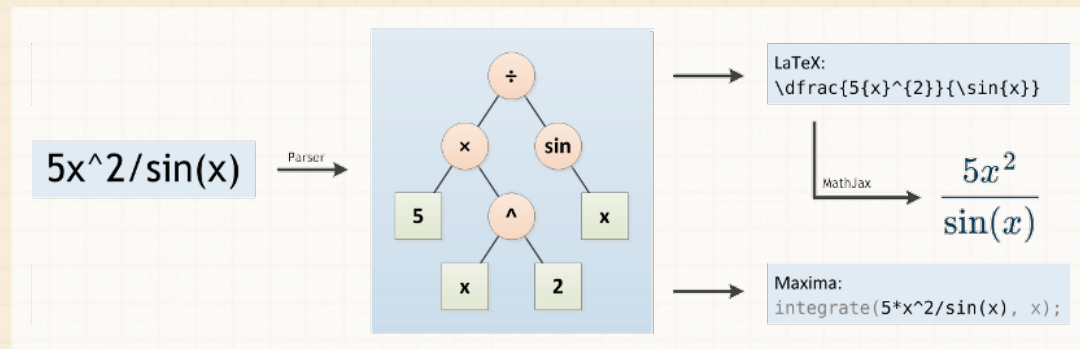 5x^2/sin(x)
Parser
÷
×
sin
5
^
x
x
2
LaTeX:
\dfrac{5{x}^{2}}{\sin{x}}
MathJax
5x²
sin(x)
Maxima:
integrate(5*x^2/sin(x), x);